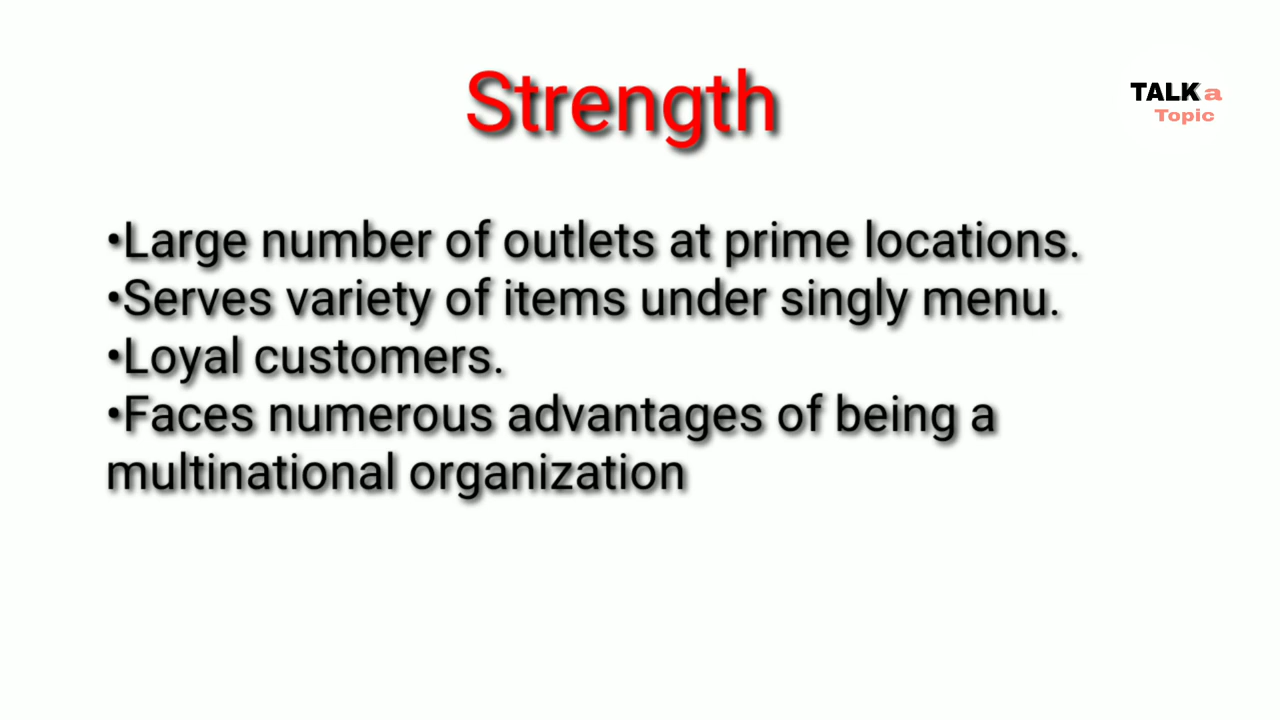 Strength
TALK a
Topic
•Large number of outlets at prime locations.
•Serves variety of items under singly menu.
•Loyal customers.
•Faces numerous advantages of being a
multinational organization